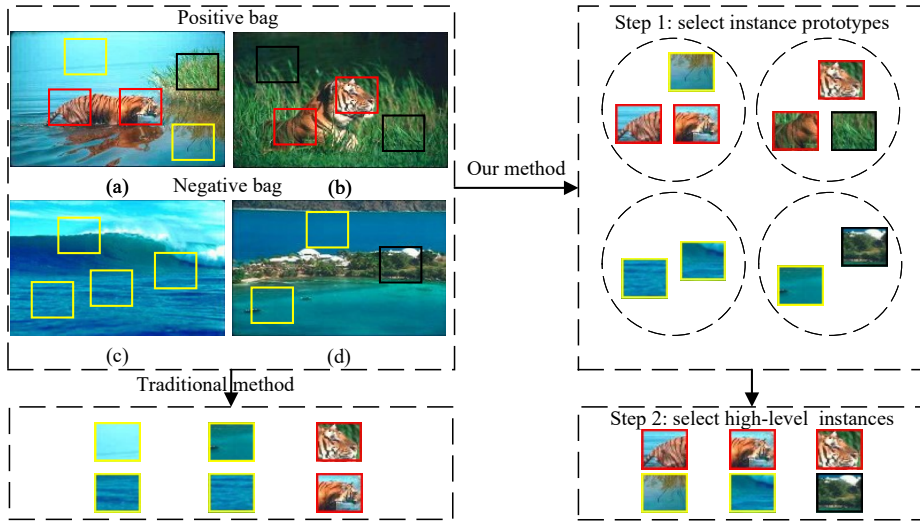 Positive bag
(a)
(b)
Negative bag
(c)
(d)
Traditional method
Our method
Step 1: select instance prototypes
Step 2: select high-level instances